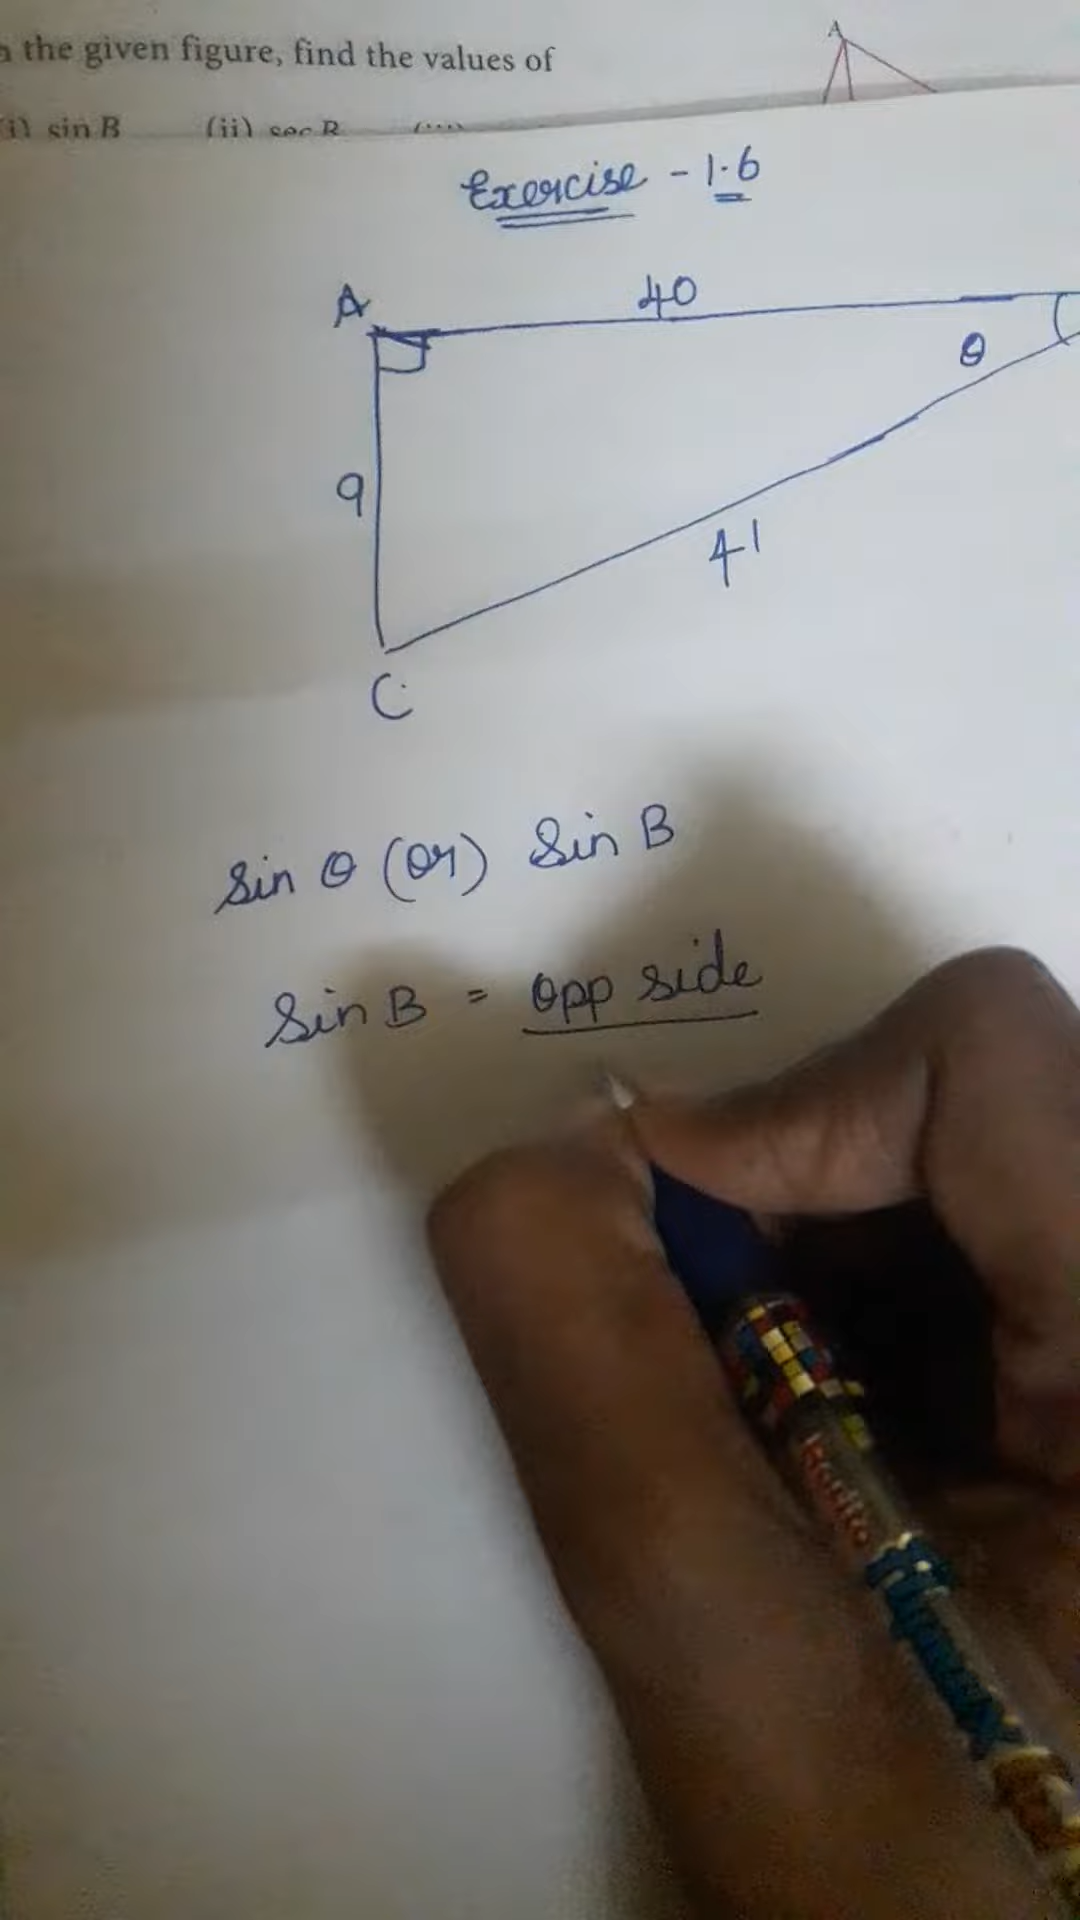 the given figure, find the values of
A
(i) sin B (ii) sec B
Exercise - 1.6
A
40
θ
9
41
C
Sin θ (or) Sin B
Sin B = Opp side